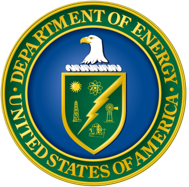 DEPARTMENT OF ENERGY
UNITED STATES OF AMERICA